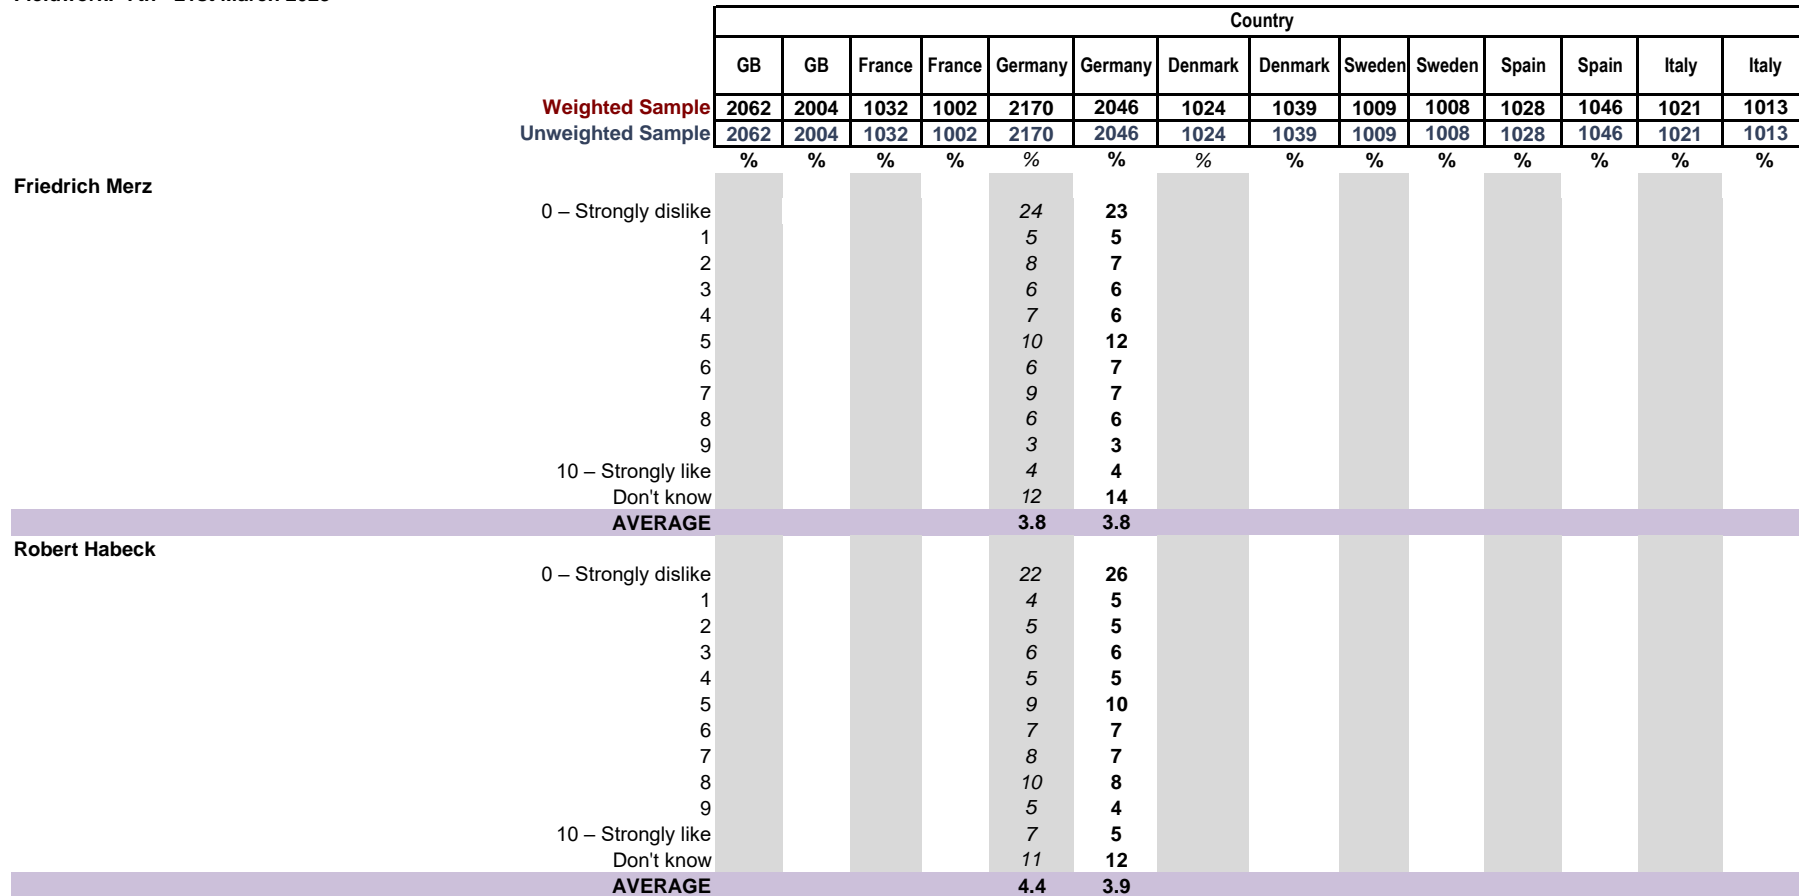 Country
GB GB France France Germany Germany Denmark Denmark Sweden Sweden Spain Spain Italy Italy
Weighted Sample 2062 2004 1032 1002 2170 2046 1024 1039 1009 1008 1028 1046 1021 1013
Unweighted Sample 2062 2004 1032 1002 2170 2046 1024 1039 1009 1008 1028 1046 1021 1013
% % % % % % % % % % % % % %
Friedrich Merz
0 – Strongly dislike 24 23
1 5 5
2 8 7
3 6 6
4 7 6
5 10 12
6 6 7
7 9 7
8 6 6
9 3 3
10 – Strongly like 4 4
Don't know 12 14
AVERAGE 3.8 3.8
Robert Habeck
0 – Strongly dislike 22 26
1 4 5
2 5 5
3 6 6
4 5 5
5 9 10
6 7 7
7 8 7
8 10 8
9 5 4
10 – Strongly like 7 5
Don't know 11 12
AVERAGE 4.4 3.9